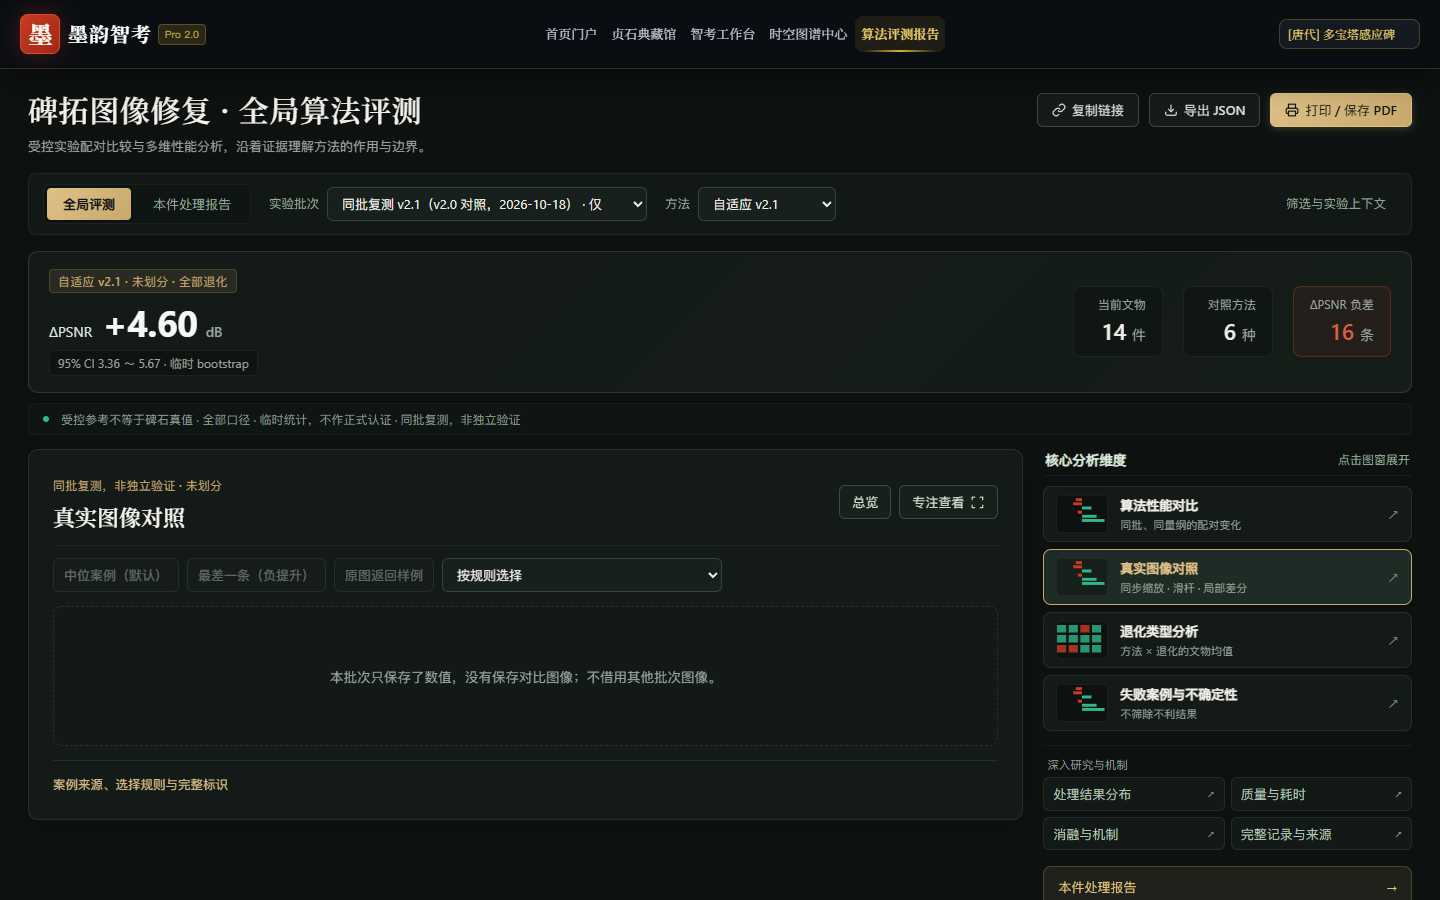 墨 墨韵智考 Pro 2.0
首页门户 贞石典藏馆 智考工作台 时空图谱中心 算法评测报告
[唐代] 多宝塔感应碑
碑拓图像修复 · 全局算法评测
复制链接 导出 JSON 打印 / 保存 PDF
受控实验配对比较与多维性能分析，沿着证据理解方法的作用与边界。
全局评测 本件处理报告 实验批次 同批复测 v2.1（v2.0 对照，2026-10-18） · 仅 方法 自适应 v2.1 筛选与实验上下文
自适应 v2.1 · 未划分 · 全部退化
ΔPSNR +4.60 dB
95% CI 3.36 ～ 5.67 · 临时 bootstrap
当前文物
14 件
对照方法
6 种
ΔPSNR 负差
16 条
受控参考不等于碑石真值 · 全部口径 · 临时统计，不作正式认证 · 同批复测，非独立验证
同批复测，非独立验证 · 未划分
真实图像对照
总览 专注查看
中位案例（默认） 最差一条（负提升） 原图返回样例 按规则选择
本批次只保存了数值，没有保存对比图像；不借用其他批次图像。
案例来源、选择规则与完整标识
核心分析维度 点击图窗展开
算法性能对比
同批、同量纲的配对变化 ↗
真实图像对照
同步缩放 · 滑杆 · 局部差分 ↗
退化类型分析
方法 × 退化的文物均值 ↗
失败案例与不确定性
不筛除不利结果 ↗
深入研究与机制
处理结果分布 ↗ 质量与耗时 ↗
消融与机制 ↗ 完整记录与来源 ↗
本件处理报告 →